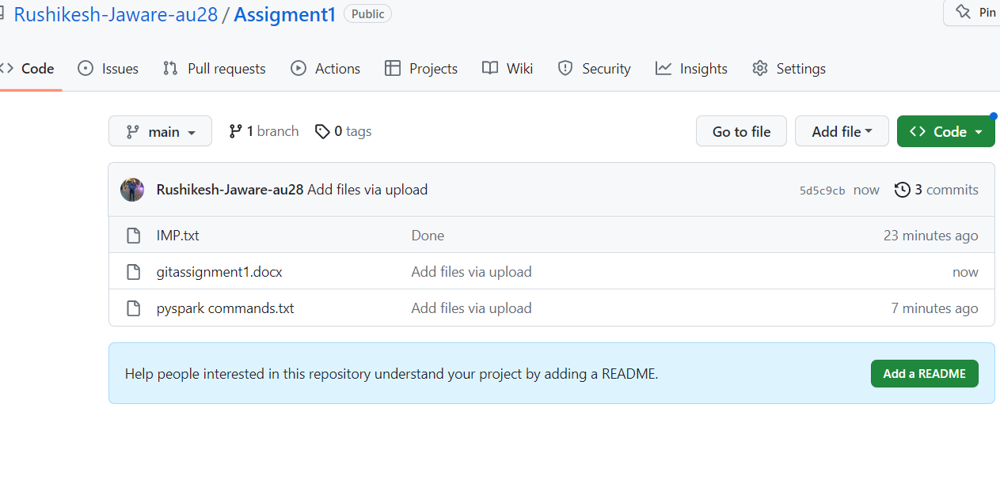 Rushikesh-Jaware-au28 / Assigment1 Public Pin
Code Issues Pull requests Actions Projects Wiki Security Insights Settings
main 1 branch 0 tags Go to file Add file Code
Rushikesh-Jaware-au28 Add files via upload 5d5c9cb now 3 commits
IMP.txt Done 23 minutes ago
gitassignment1.docx Add files via upload now
pyspark commands.txt Add files via upload 7 minutes ago
Help people interested in this repository understand your project by adding a README. Add a README